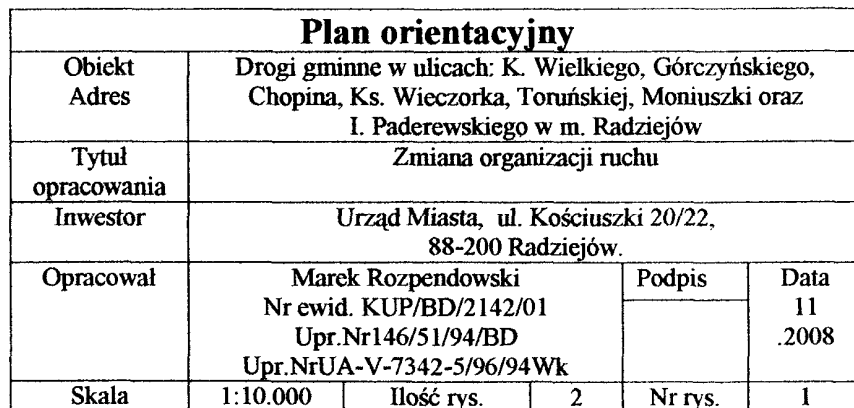 Plan orientacyjny
Obiekt Adres
Drogi gminne w ulicach: K. Wielkiego, Górczyńskiego,
Chopina, Ks. Wieczorka, Toruńskiej, Moniuszki oraz
I. Paderewskiego w m. Radziejów
Tytuł opracowania
Zmiana organizacji ruchu
Inwestor
Urząd Miasta, ul. Kościuszki 20/22,
88-200 Radziejów.
Opracował
Marek Rozpendowski
Nr ewid. KUP/BD/2142/01
Upr.Nr146/51/94/BD
Upr.NrUA-V-7342-5/96/94Wk
Podpis
Data
11
.2008
Skala 1:10.000 Ilość rys. 2 Nr rys. 1